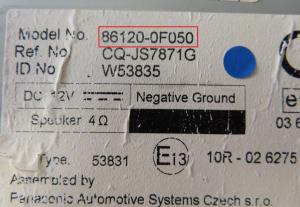 Model No. 86120-0F050
Ref. No. CQ-JS7871G
ID No W53835
DC 12V Negative Ground
Speaker 4Ω
Type. 53831 E13 10R - 02 6275
Assembled by
Panasonic Automotive Systems Czech s.r.o.